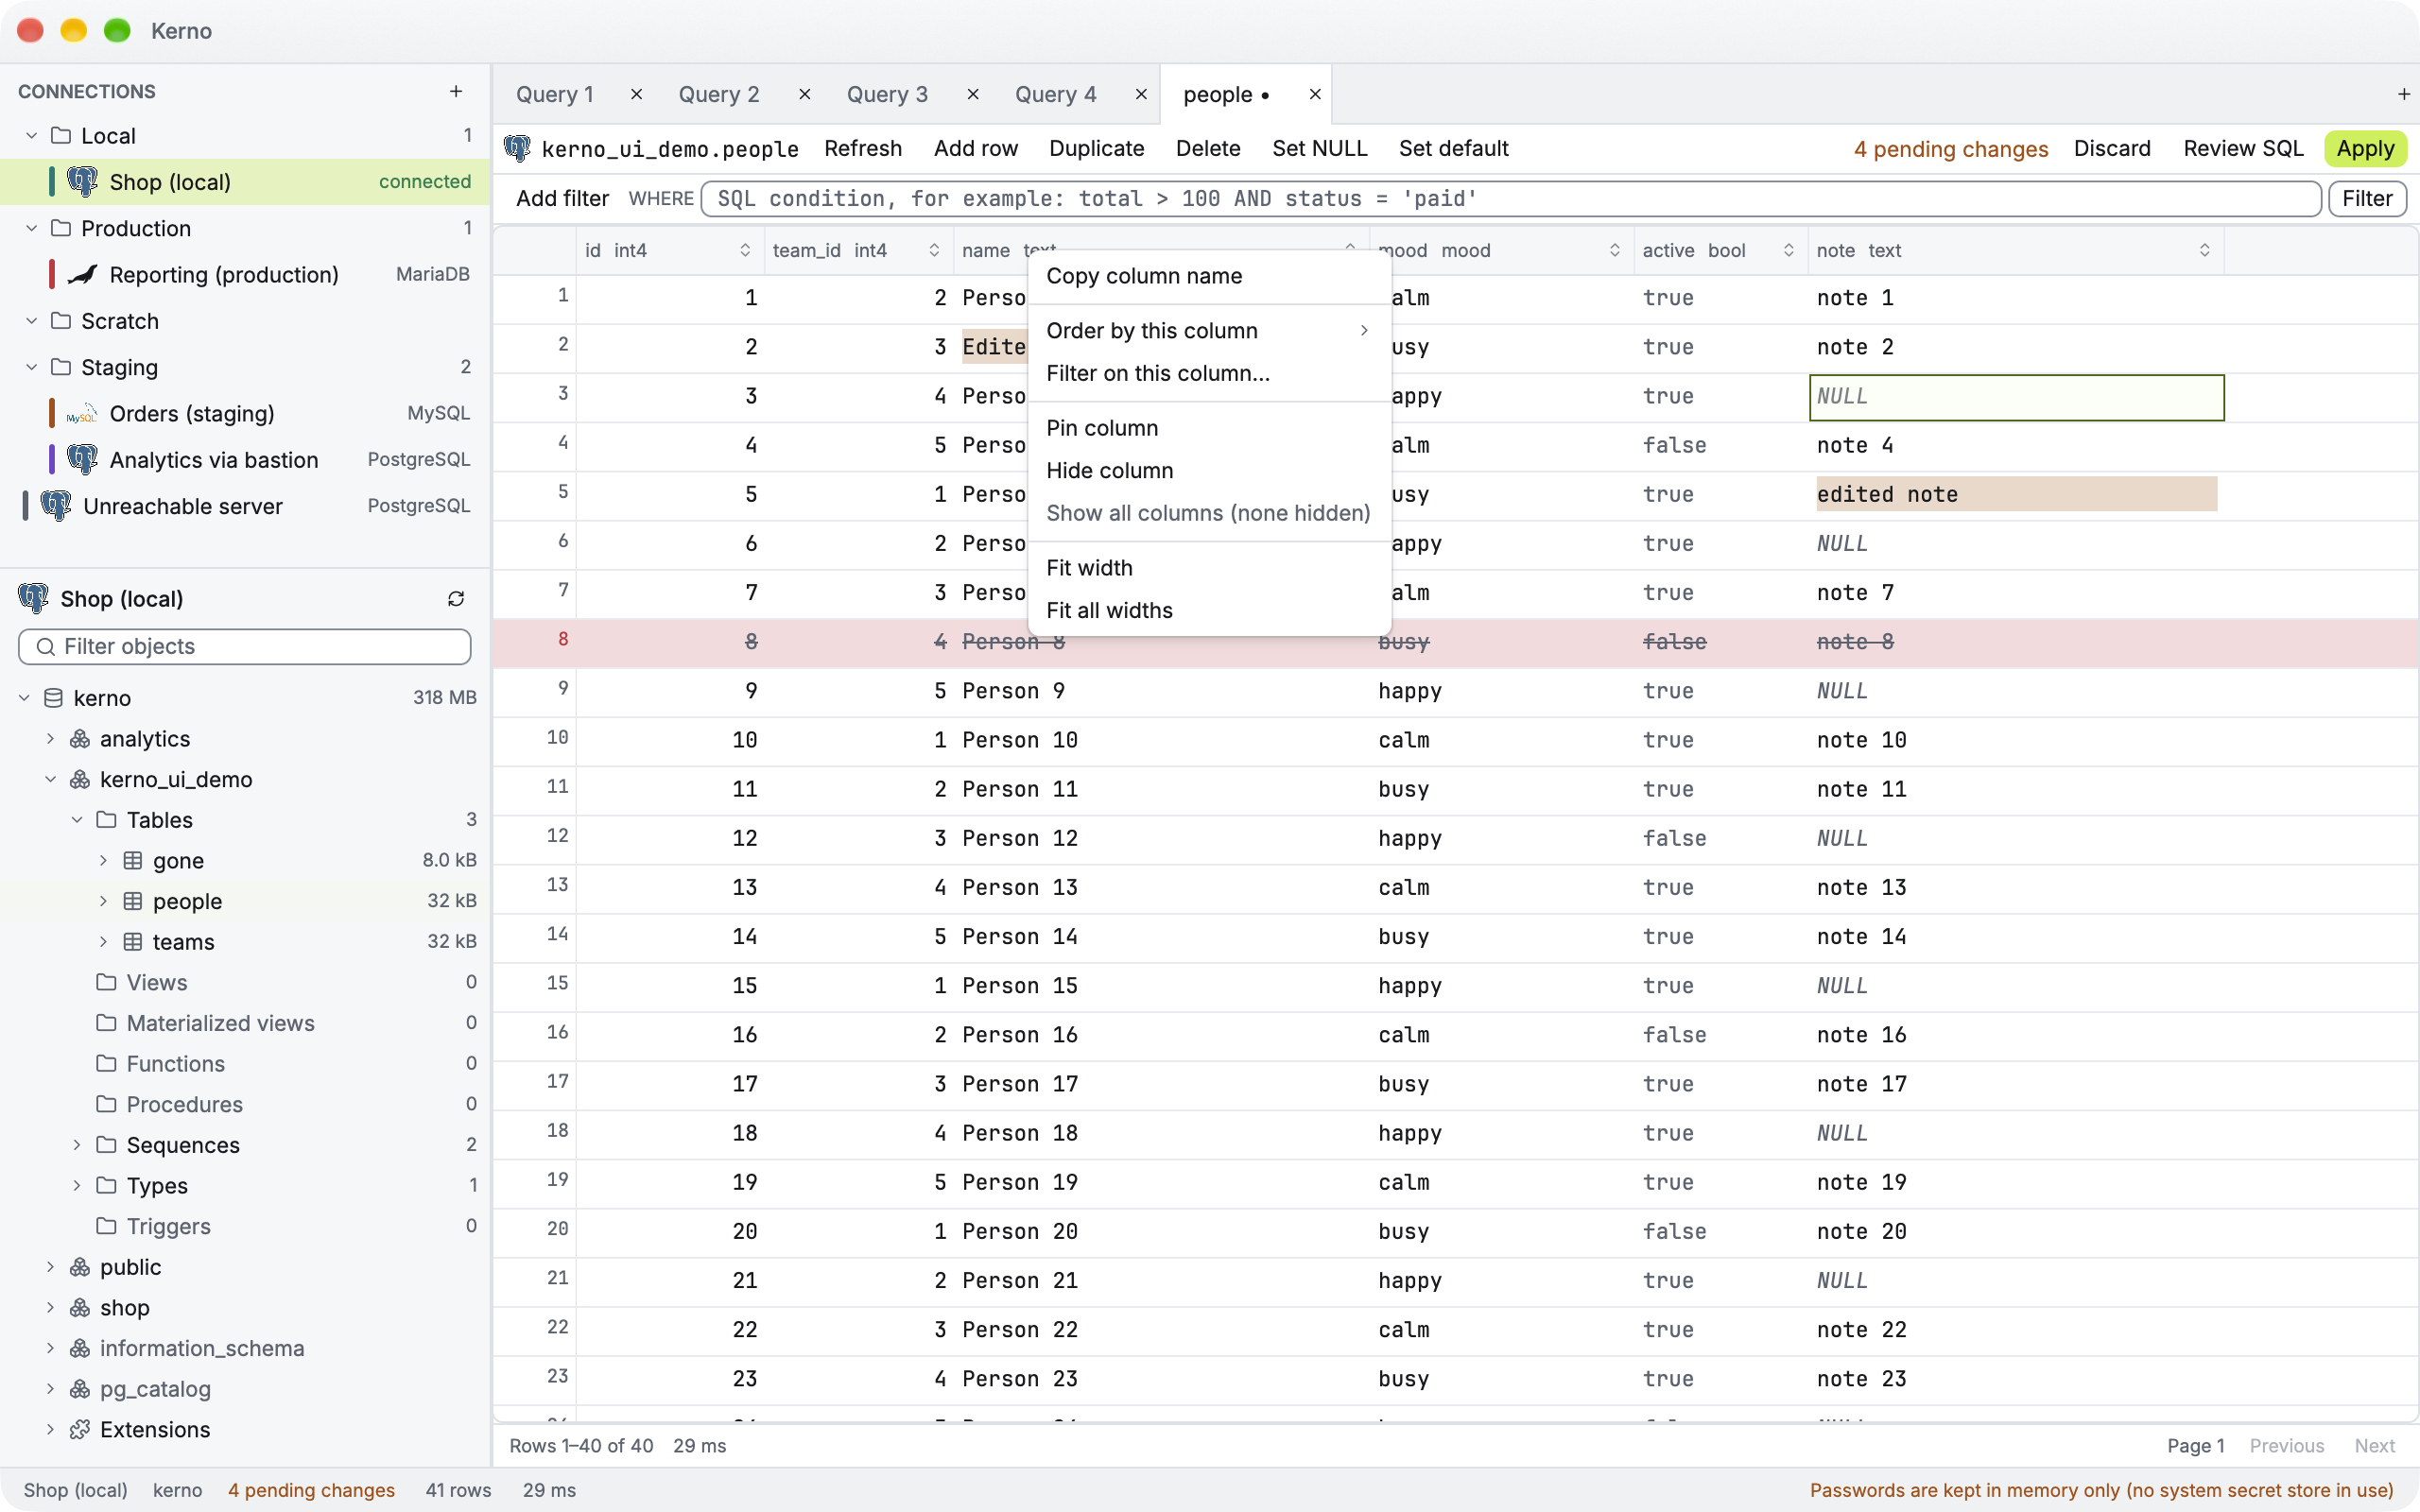 Kerno
CONNECTIONS
Local 1
Shop (local) connected
Production 1
Reporting (production) MariaDB
Scratch
Staging 2
MySQL Orders (staging) MySQL
Analytics via bastion PostgreSQL
Unreachable server PostgreSQL
Shop (local)
Filter objects
kerno 318 MB
analytics
kerno_ui_demo
Tables 3
gone 8.0 kB
people 32 kB
teams 32 kB
Views 0
Materialized views 0
Functions 0
Procedures 0
Sequences 2
Types 1
Triggers 0
public
shop
information_schema
pg_catalog
Extensions
Query 1 Query 2 Query 3 Query 4 people •
kerno_ui_demo.people Refresh Add row Duplicate Delete Set NULL Set default 4 pending changes Discard Review SQL Apply
Add filter WHERE SQL condition, for example: total > 100 AND status = 'paid' Filter
id int4 team_id int4 name text mood mood active bool note text
1 1 2 Perso alm true note 1
2 2 3 Edite usy true note 2
3 3 4 Perso appy true NULL
4 4 5 Perso alm false note 4
5 5 1 Perso usy true edited note
6 6 2 Perso appy true NULL
7 7 3 Perso alm true note 7
8 8 4 Person 8 busy false note 8
9 9 5 Person 9 happy true NULL
10 10 1 Person 10 calm true note 10
11 11 2 Person 11 busy true note 11
12 12 3 Person 12 happy false NULL
13 13 4 Person 13 calm true note 13
14 14 5 Person 14 busy true note 14
15 15 1 Person 15 happy true NULL
16 16 2 Person 16 calm false note 16
17 17 3 Person 17 busy true note 17
18 18 4 Person 18 happy true NULL
19 19 5 Person 19 calm true note 19
20 20 1 Person 20 busy false note 20
21 21 2 Person 21 happy true NULL
22 22 3 Person 22 calm true note 22
23 23 4 Person 23 busy true note 23
Copy column name
Order by this column
Filter on this column...
Pin column
Hide column
Show all columns (none hidden)
Fit width
Fit all widths
Rows 1–40 of 40 29 ms Page 1 Previous Next
Shop (local) kerno 4 pending changes 41 rows 29 ms Passwords are kept in memory only (no system secret store in use)